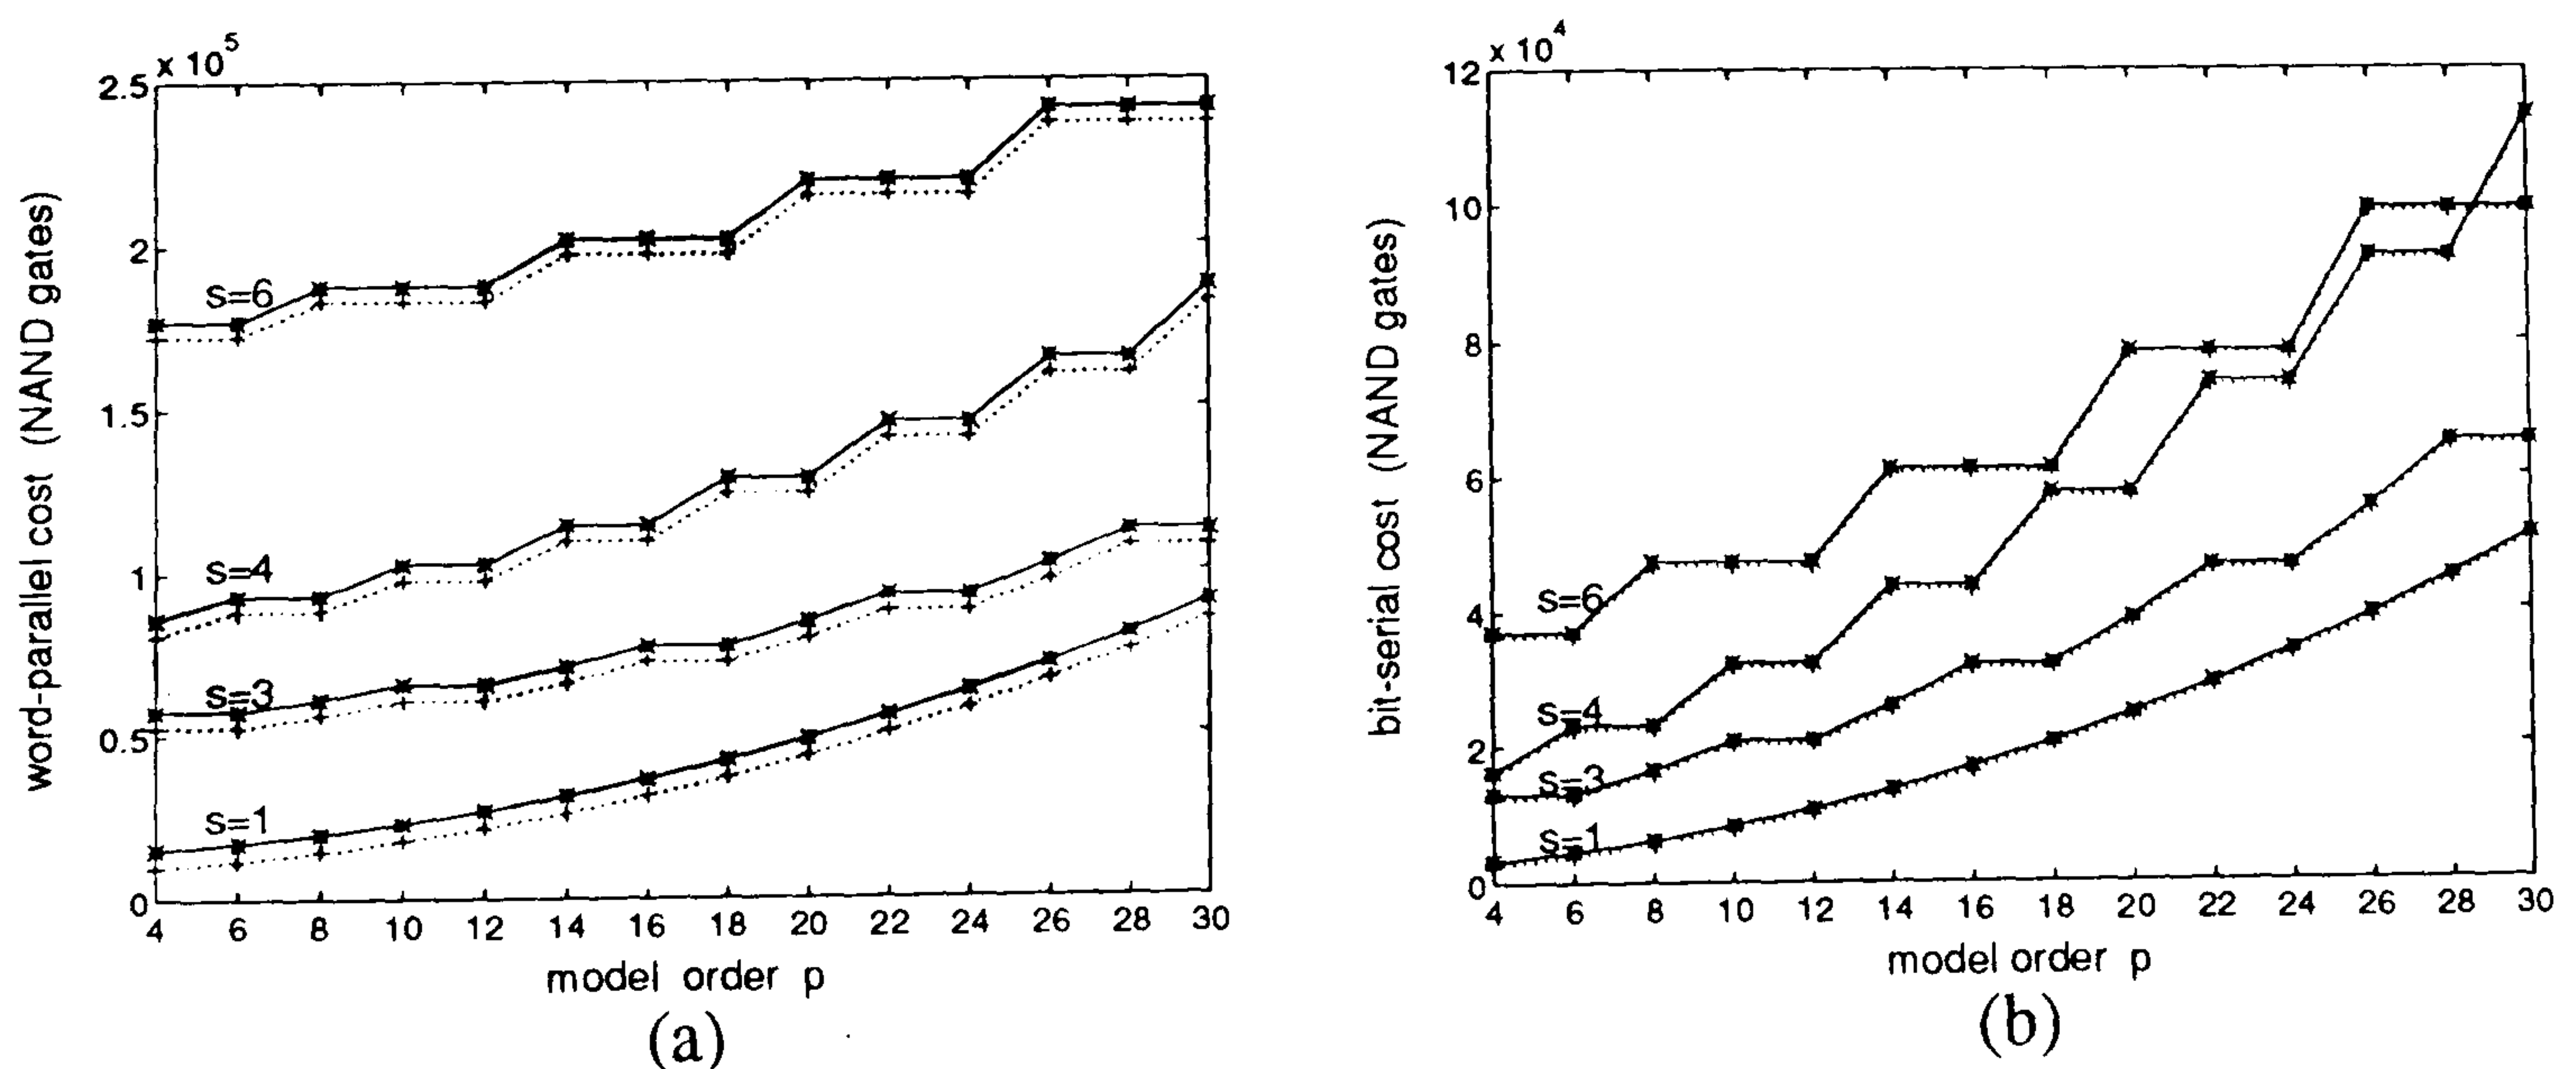 x 10^5
2.5
2
1.5
1
0.5
0
word-parallel cost (NAND gates)
s=6
s=4
s=3
s=1
4 6 8 10 12 14 16 18 20 22 24 26 28 30
model order p
(a)
x 10^4
12
10
8
6
4
2
0
bit-serial cost (NAND gates)
s=6
s=4
s=3
s=1
4 6 8 10 12 14 16 18 20 22 24 26 28 30
model order p
(b)